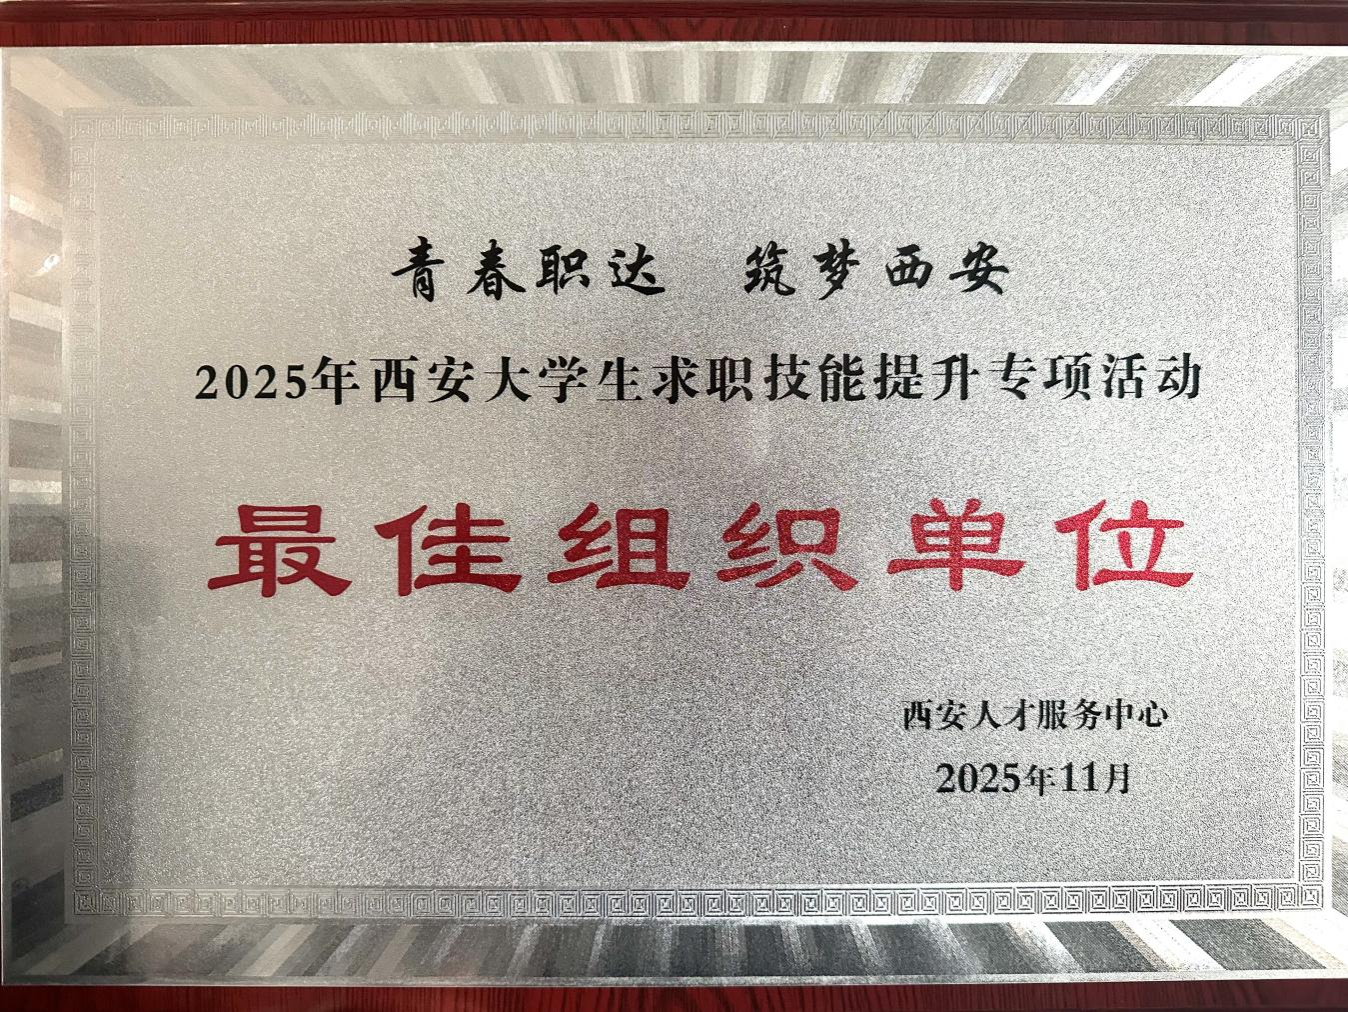 青春职达 筑梦西安
2025年西安大学生求职技能提升专项活动
最佳组织单位
西安人才服务中心
2025年11月